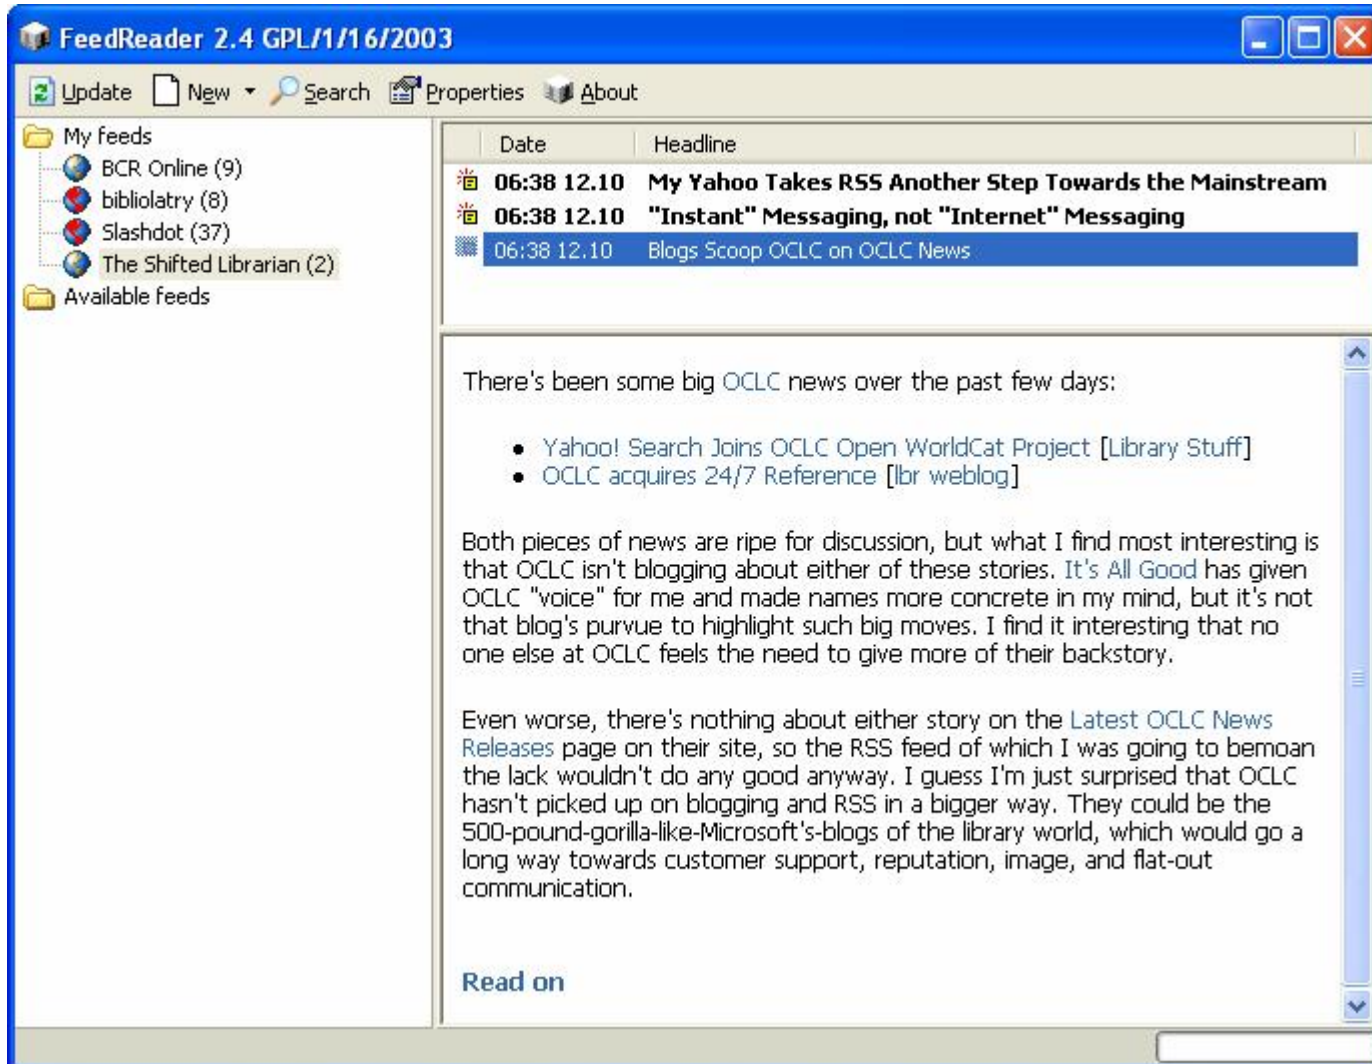 FeedReader 2.4 GPL/1/16/2003
Update New Search Properties About
My feeds
BCR Online (9)
bibliolatry (8)
Slashdot (37)
The Shifted Librarian (2)
Available feeds
Date Headline
06:38 12.10 My Yahoo Takes RSS Another Step Towards the Mainstream
06:38 12.10 "Instant" Messaging, not "Internet" Messaging
06:38 12.10 Blogs Scoop OCLC on OCLC News
There's been some big OCLC news over the past few days:
• Yahoo! Search Joins OCLC Open WorldCat Project [Library Stuff]
• OCLC acquires 24/7 Reference [lbr weblog]
Both pieces of news are ripe for discussion, but what I find most interesting is
that OCLC isn't blogging about either of these stories. It's All Good has given
OCLC "voice" for me and made names more concrete in my mind, but it's not
that blog's purvue to highlight such big moves. I find it interesting that no
one else at OCLC feels the need to give more of their backstory.
Even worse, there's nothing about either story on the Latest OCLC News
Releases page on their site, so the RSS feed of which I was going to bemoan
the lack wouldn't do any good anyway. I guess I'm just surprised that OCLC
hasn't picked up on blogging and RSS in a bigger way. They could be the
500-pound-gorilla-like-Microsoft's-blogs of the library world, which would go a
long way towards customer support, reputation, image, and flat-out
communication.
Read on